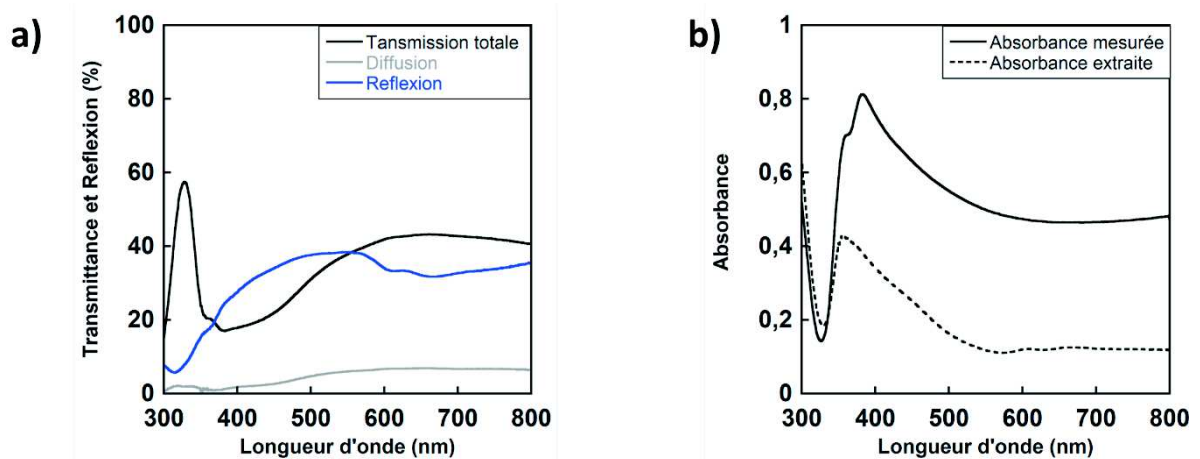 a)
Transmittance et Reflexion (%)
100
80
60
40
20
0
Tansmission totale
Diffusion
Reflexion
300 400 500 600 700 800
Longueur d'onde (nm)
b)
Absorbance
1
0,8
0,6
0,4
0,2
0
Absorbance mesurée
Absorbance extraite
300 400 500 600 700 800
Longueur d'onde (nm)